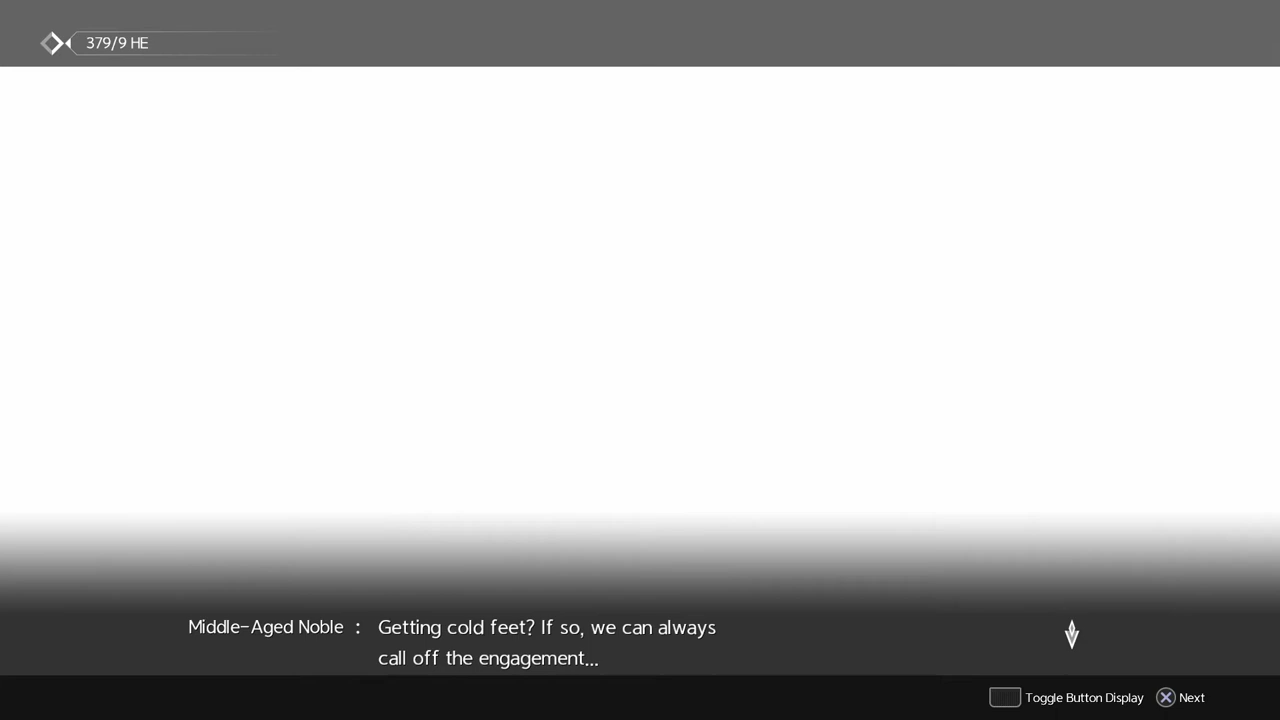 379/9 HE
Middle-Aged Noble : Getting cold feet? If so, we can always
call off the engagement...
Toggle Button Display Next